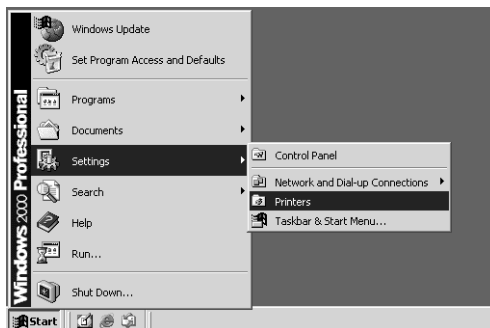 Windows 2000 Professional
Windows Update
Set Program Access and Defaults
Programs
Documents
Settings
Search
Help
Run...
Shut Down...
Control Panel
Network and Dial-up Connections
Printers
Taskbar & Start Menu...
Start